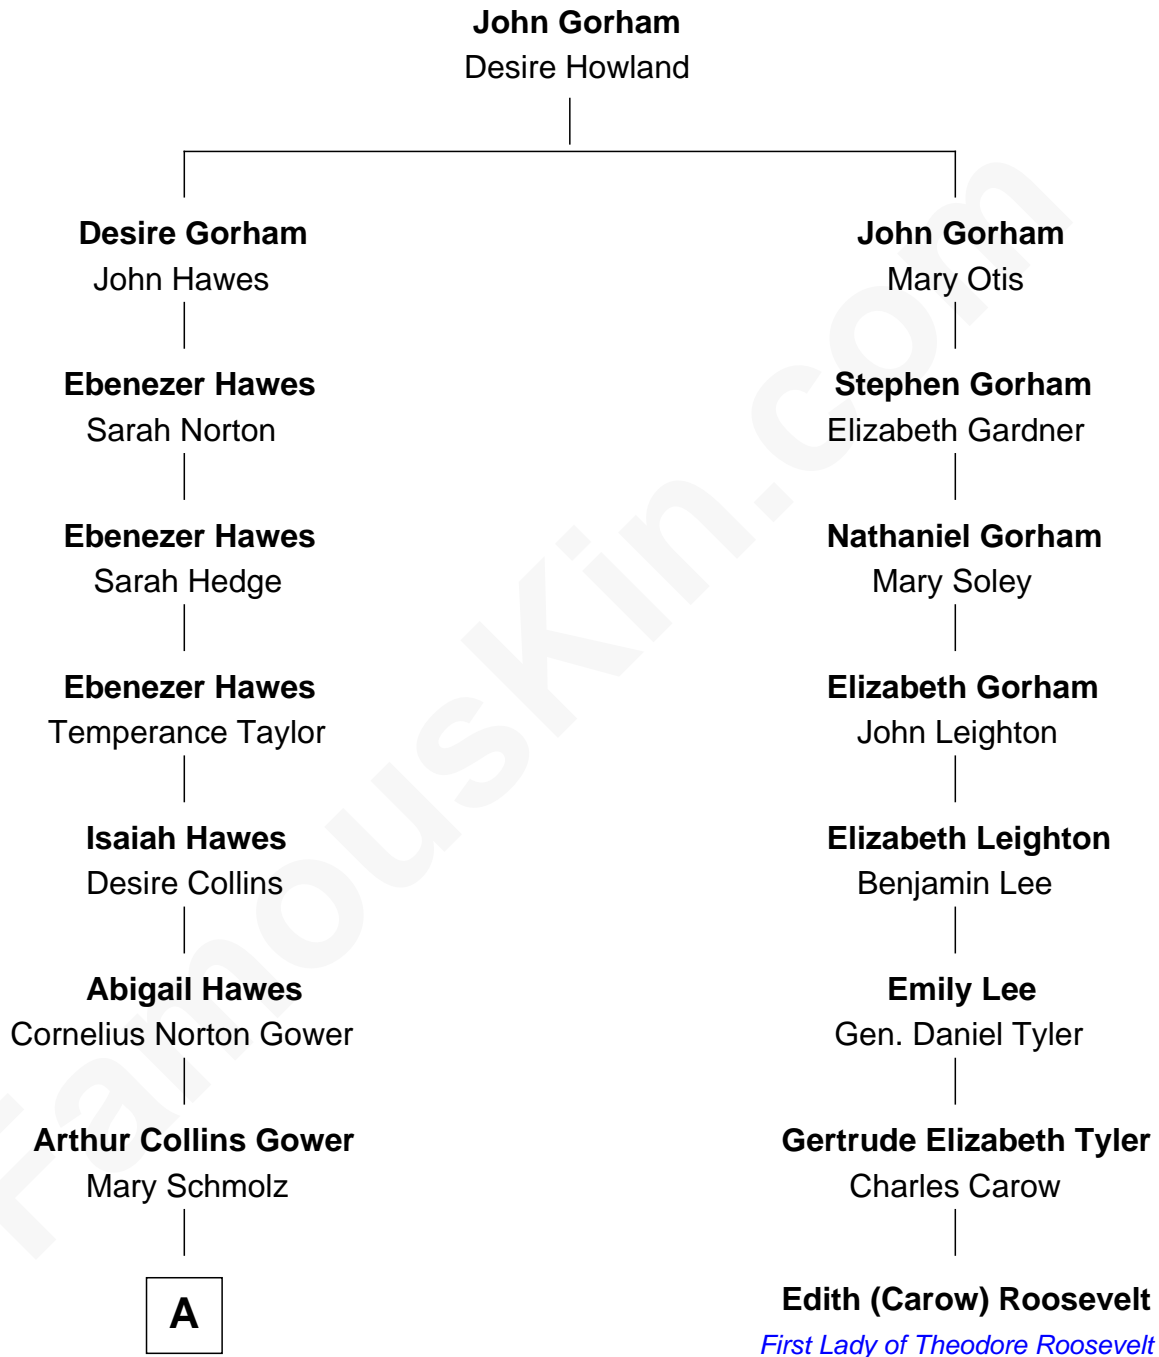 John Gorham
Desire Howland
Desire Gorham
John Hawes
John Gorham
Mary Otis
Ebenezer Hawes
Sarah Norton
Stephen Gorham
Elizabeth Gardner
Ebenezer Hawes
Sarah Hedge
Nathaniel Gorham
Mary Soley
Ebenezer Hawes
Temperance Taylor
Elizabeth Gorham
John Leighton
Isaiah Hawes
Desire Collins
Elizabeth Leighton
Benjamin Lee
Abigail Hawes
Cornelius Norton Gower
Emily Lee
Gen. Daniel Tyler
Arthur Collins Gower
Mary Schmolz
Gertrude Elizabeth Tyler
Charles Carow
A
Edith (Carow) Roosevelt
First Lady of Theodore Roosevelt
FamousKin.com